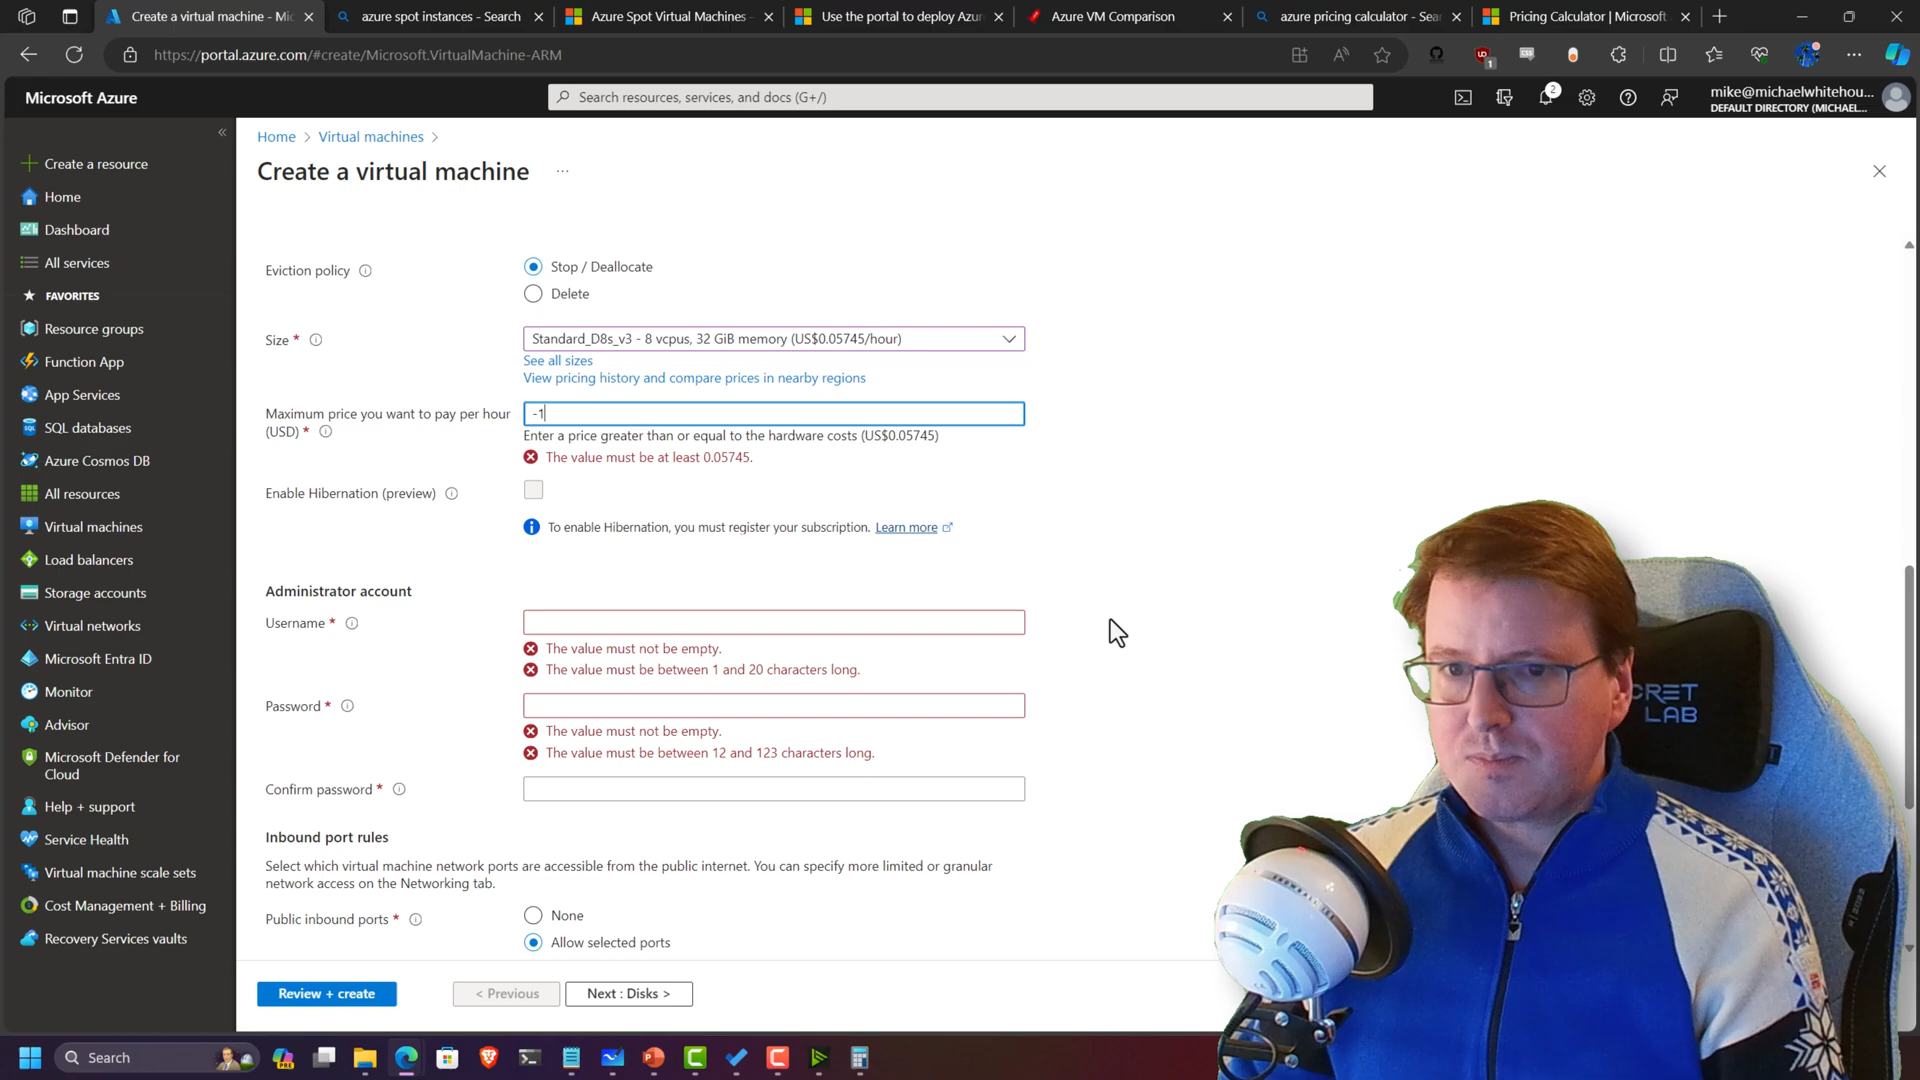 Create a virtual machine - Mic
azure spot instances - Search
Azure Spot Virtual Machines -
Use the portal to deploy Azur
Azure VM Comparison
azure pricing calculator - Sea
Pricing Calculator | Microsoft
https://portal.azure.com/#create/Microsoft.VirtualMachine-ARM
1
Microsoft Azure
Search resources, services, and docs (G+/)
2
mike@michaelwhitehou...
DEFAULT DIRECTORY (MICHAEL...
Home > Virtual machines >
Create a virtual machine ...
Create a resource
Home
Dashboard
All services
FAVORITES
Resource groups
Function App
App Services
SQL databases
Azure Cosmos DB
All resources
Virtual machines
Load balancers
Storage accounts
Virtual networks
Microsoft Entra ID
Monitor
Advisor
Microsoft Defender for
Cloud
Help + support
Service Health
Virtual machine scale sets
Cost Management + Billing
Recovery Services vaults
Eviction policy
Stop / Deallocate
Delete
Size *
Standard_D8s_v3 - 8 vcpus, 32 GiB memory (US$0.05745/hour)
See all sizes
View pricing history and compare prices in nearby regions
Maximum price you want to pay per hour
(USD) *
-1
Enter a price greater than or equal to the hardware costs (US$0.05745)
The value must be at least 0.05745.
Enable Hibernation (preview)
To enable Hibernation, you must register your subscription. Learn more
Administrator account
Username *
The value must not be empty.
The value must be between 1 and 20 characters long.
Password *
The value must not be empty.
The value must be between 12 and 123 characters long.
Confirm password *
Inbound port rules
Select which virtual machine network ports are accessible from the public internet. You can specify more limited or granular
network access on the Networking tab.
Public inbound ports *
None
Allow selected ports
Review + create
< Previous
Next : Disks >
CRET
LAB
Search
PRE